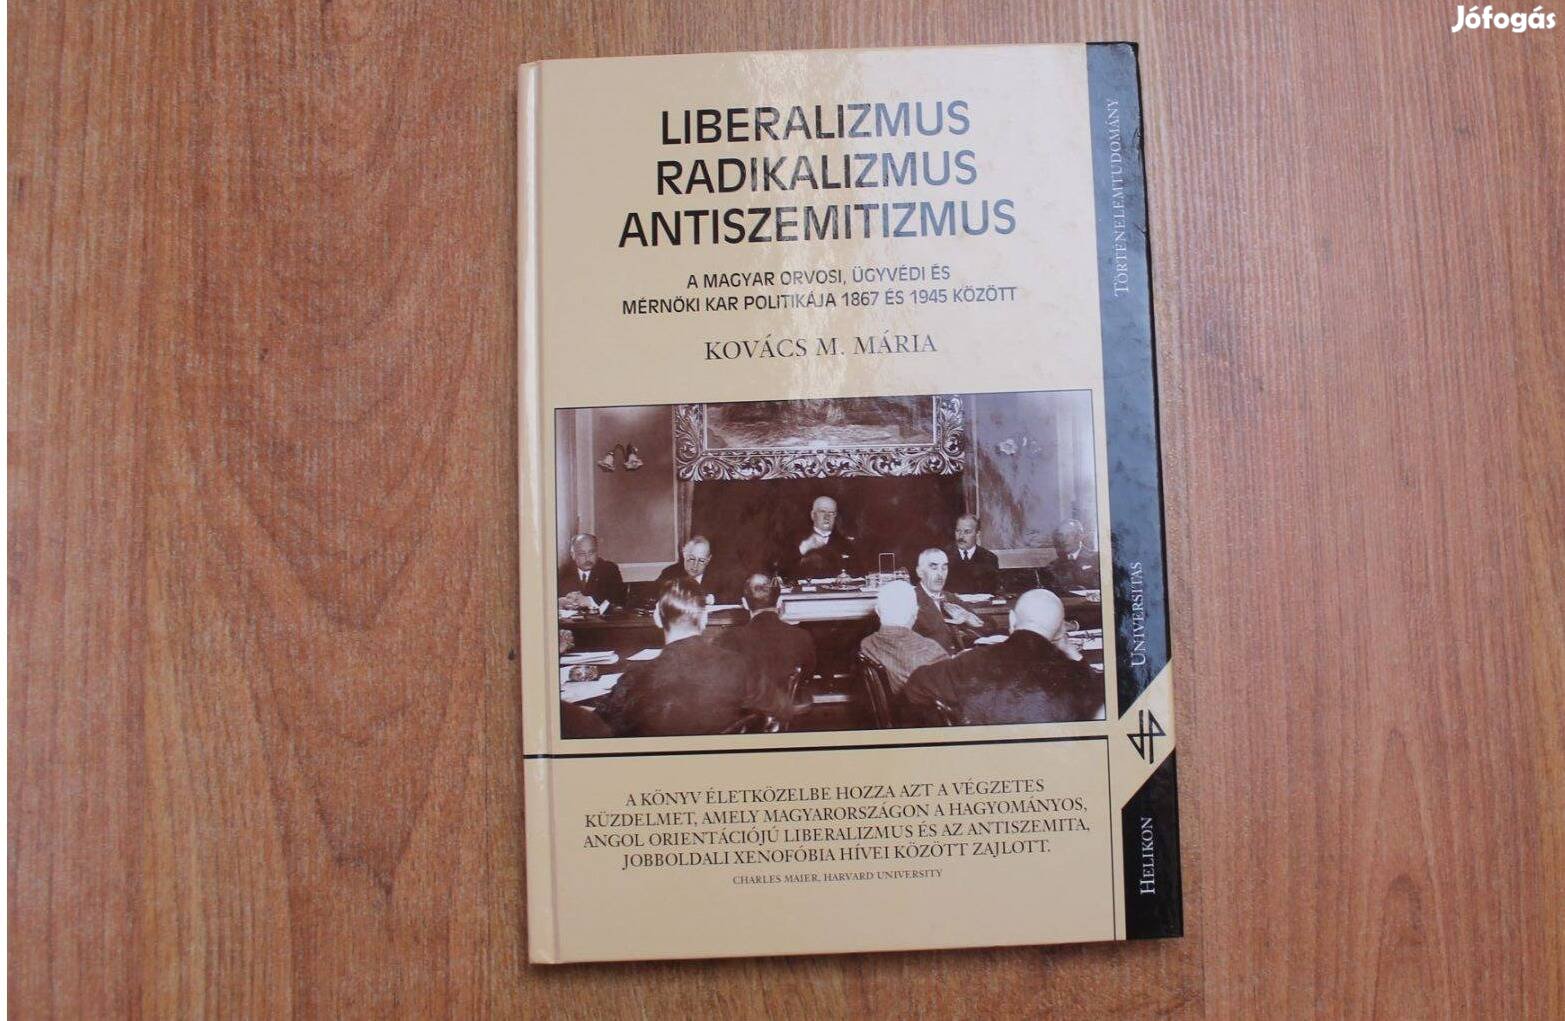 Jófogás
LIBERALIZMUS
RADIKALIZMUS
ANTISZEMITIZMUS
A MAGYAR ORVOSI, ÜGYVÉDI ÉS
MÉRNÖKI KAR POLITIKÁJA 1867 ÉS 1945 KÖZÖTT
KOVÁCS M. MÁRIA
A KÖNYV ÉLETKÖZELBE HOZZA AZT A VÉGZETES
KÜZDELMET, AMELY MAGYARORSZÁGON A HAGYOMÁNYOS,
ANGOL ORIENTÁCIÓJÚ LIBERALIZMUS ÉS AZ ANTISZEMITA,
JOBBOLDALI XENOFÓBIA HÍVEI KÖZÖTT ZAJLOTT.
CHARLES MAIER, HARVARD UNIVERSITY
TÖRTÉNELEMTUDOMÁNY
UNIVERSITAS
HELIKON